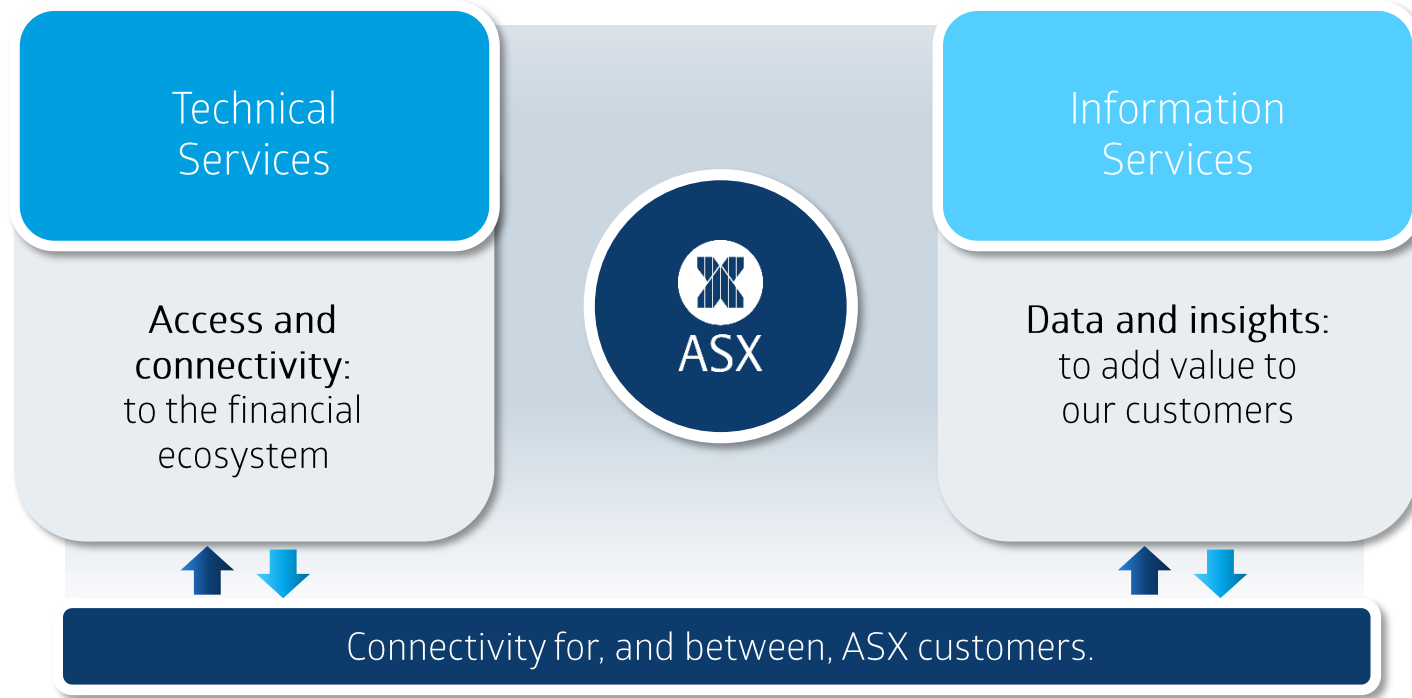 Technical
Services
Access and
connectivity:
to the financial
ecosystem
ASX
Information
Services
Data and insights:
to add value to
our customers
Connectivity for, and between, ASX customers.